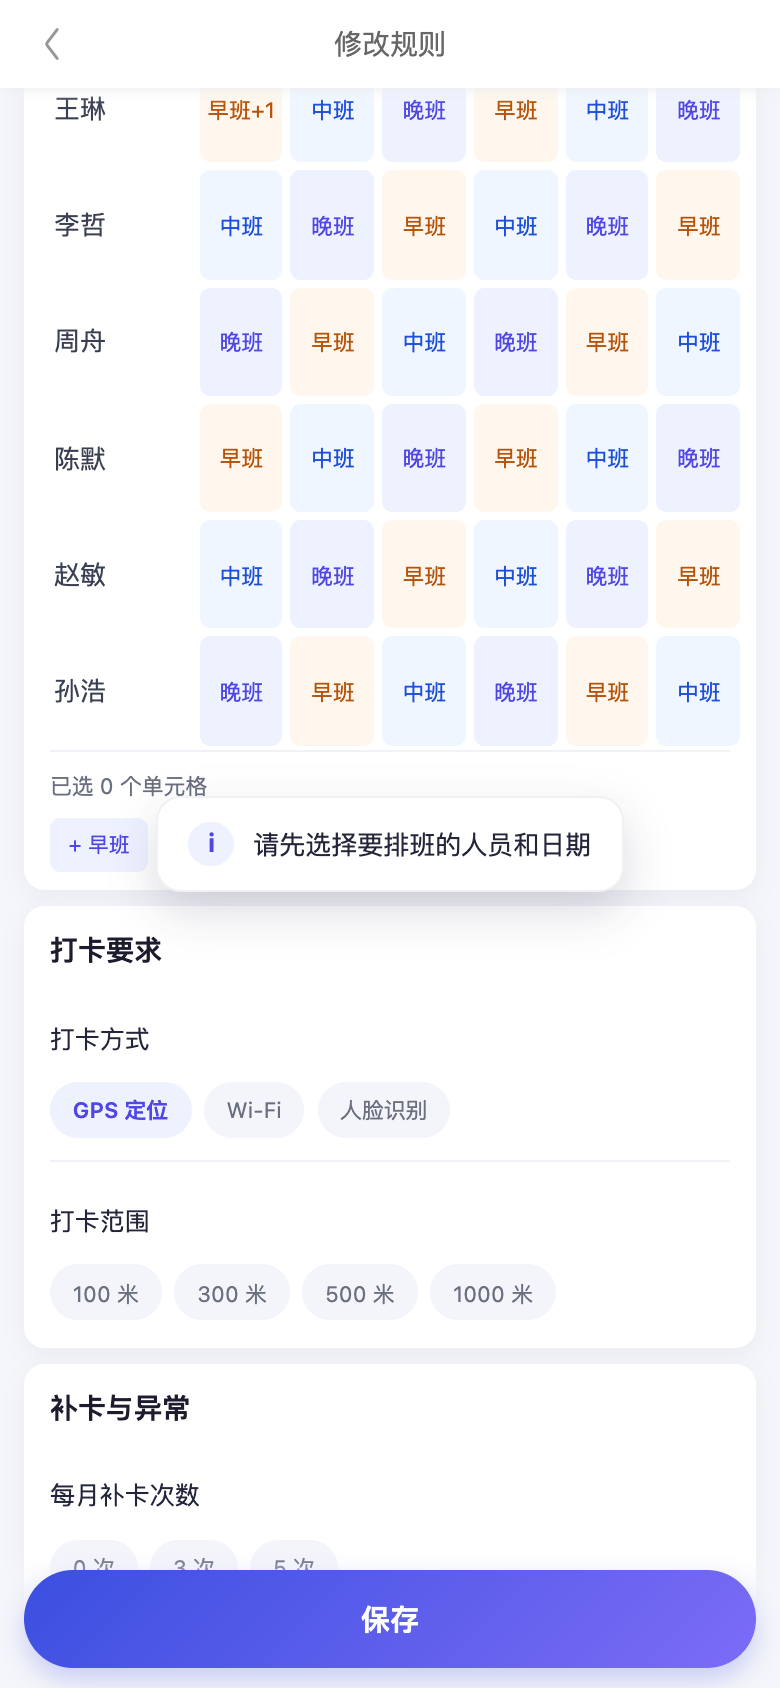 修改规则
王琳 早班+1 中班 晚班 早班 中班 晚班
李哲 中班 晚班 早班 中班 晚班 早班
周舟 晚班 早班 中班 晚班 早班 中班
陈默 早班 中班 晚班 早班 中班 晚班
赵敏 中班 晚班 早班 中班 晚班 早班
孙浩 晚班 早班 中班 晚班 早班 中班
已选 0 个单元格
+ 早班
i 请先选择要排班的人员和日期
打卡要求
打卡方式
GPS 定位 Wi-Fi 人脸识别
打卡范围
100 米 300 米 500 米 1000 米
补卡与异常
每月补卡次数
0 次 3 次 5 次
保存